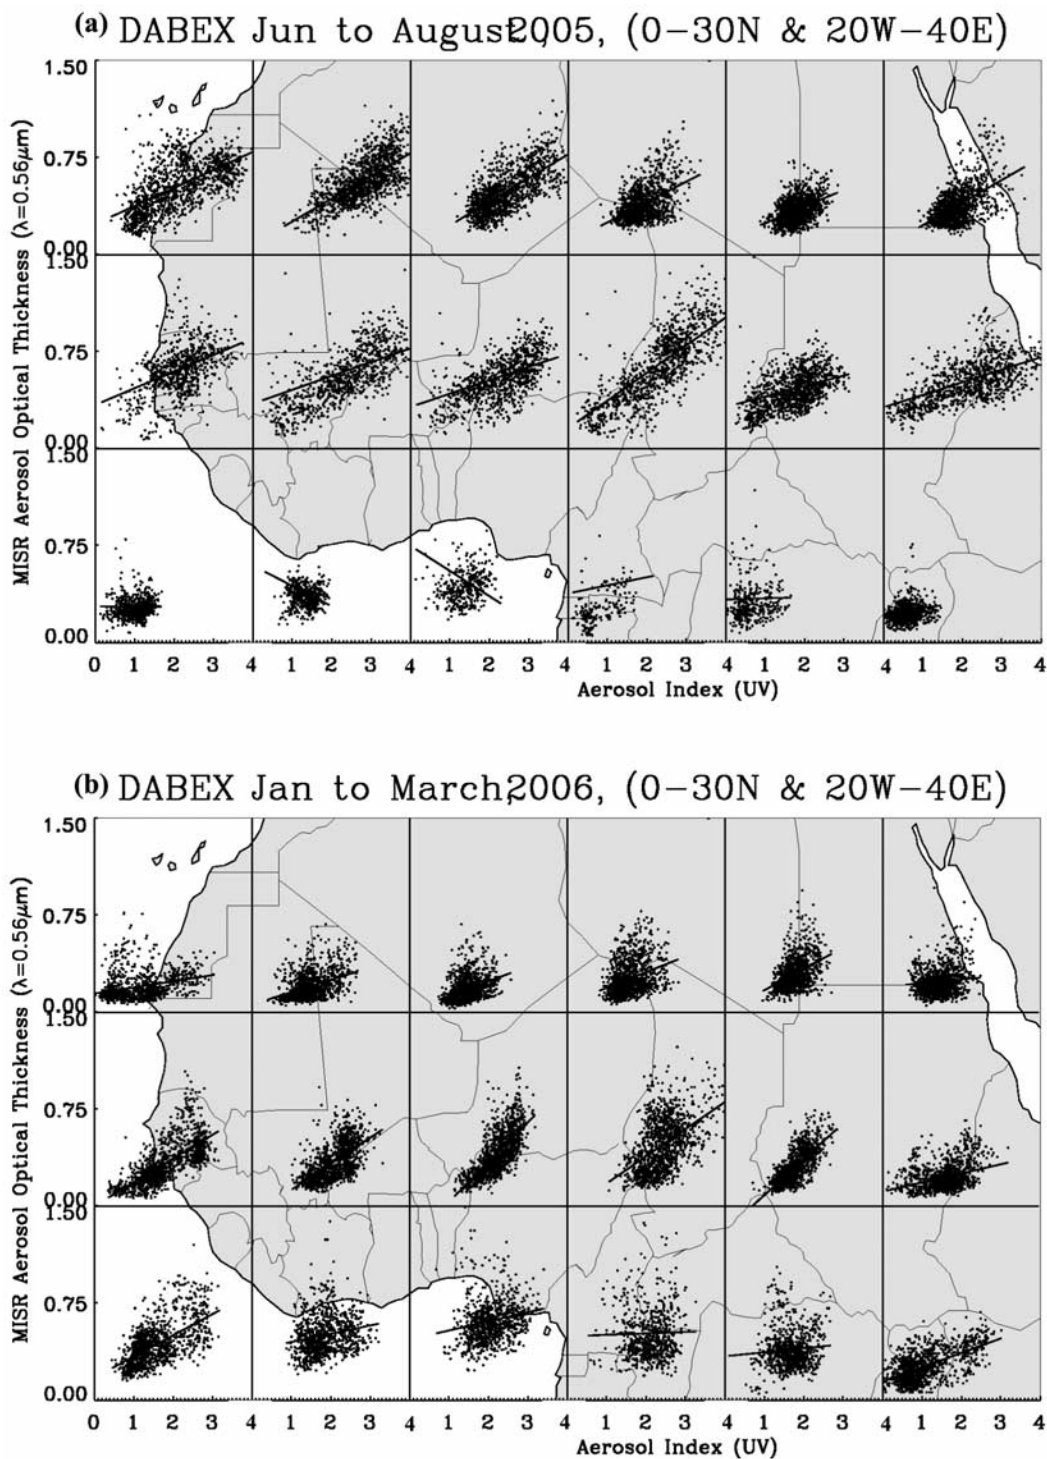 (a) DABEX Jun to August, 2005, (0-30N & 20W-40E)
MISR Aerosol Optical Thickness (λ=0.56μm)
1.50
0.75
0.00
1.50
0.75
0.00
1.50
0.75
0.00
0 1 2 3 4 1 2 3 4 1 2 3 4 1 2 3 4 1 2 3 4 1 2 3 4
Aerosol Index (UV)
(b) DABEX Jan to March, 2006, (0-30N & 20W-40E)
MISR Aerosol Optical Thickness (λ=0.56μm)
1.50
0.75
0.00
1.50
0.75
0.00
1.50
0.75
0.00
0 1 2 3 4 1 2 3 4 1 2 3 4 1 2 3 4 1 2 3 4 1 2 3 4
Aerosol Index (UV)